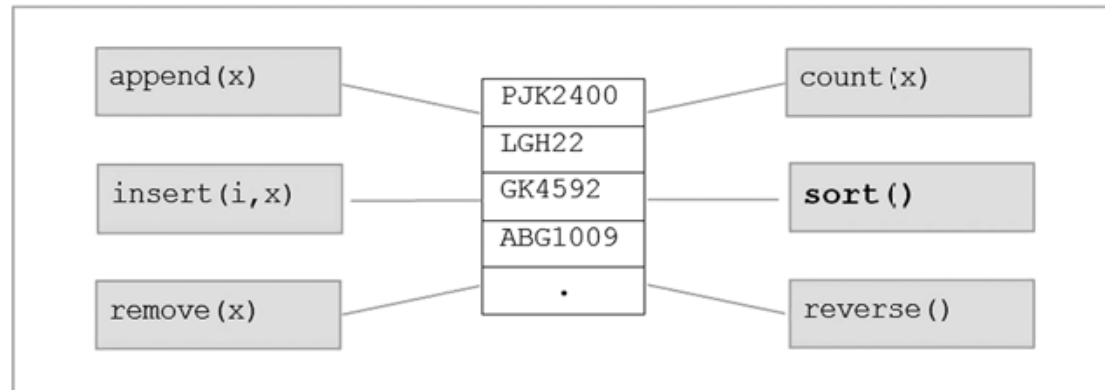 append(x)
insert(i,x)
remove(x)
PJK2400
LGH22
GK4592
ABG1009
.
count(x)
sort()
reverse()